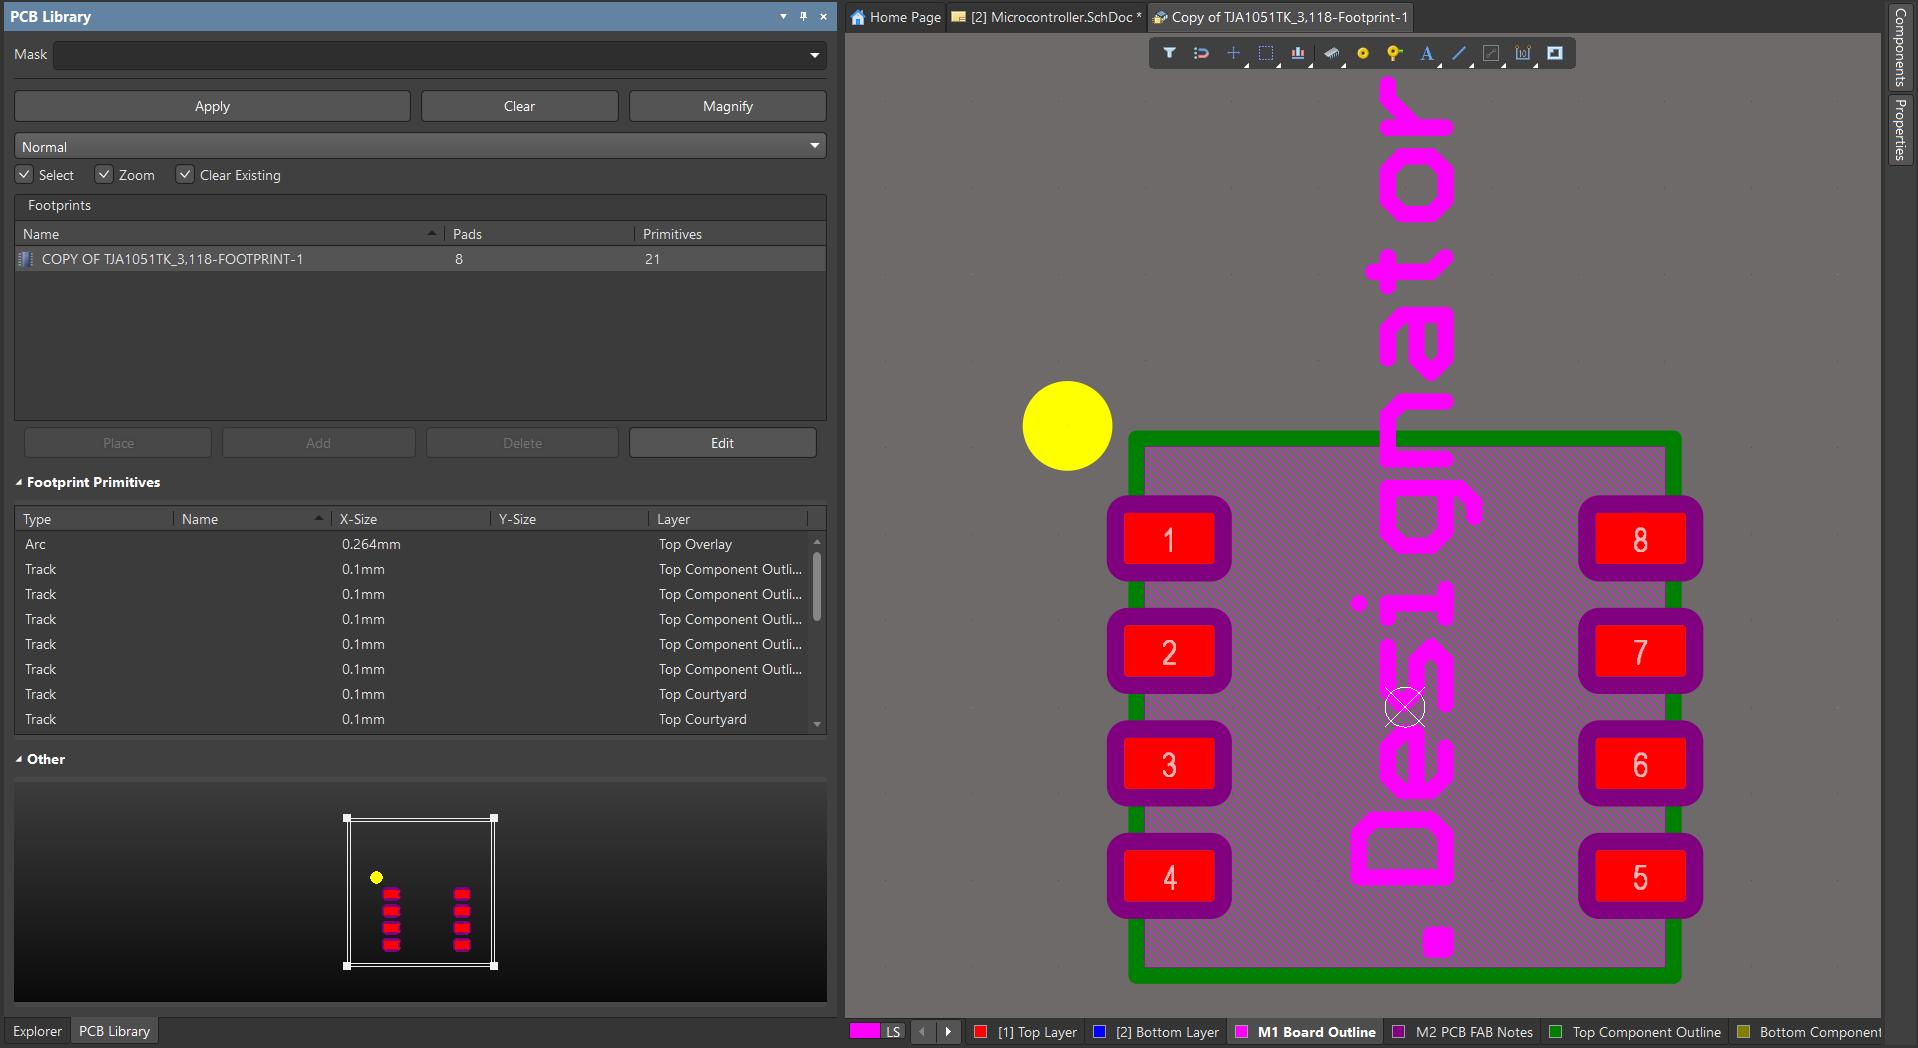 PCB Library
Mask
Apply
Clear
Magnify
Normal
Select
Zoom
Clear Existing
Footprints
Name
Pads
Primitives
COPY OF TJA1051TK_3,118-FOOTPRINT-1
8
21
Place
Add
Delete
Edit
Footprint Primitives
Type
Name
X-Size
Y-Size
Layer
Arc
0.264mm
Top Overlay
Track
0.1mm
Top Component Outli...
Track
0.1mm
Top Component Outli...
Track
0.1mm
Top Component Outli...
Track
0.1mm
Top Component Outli...
Track
0.1mm
Top Component Outli...
Track
0.1mm
Top Courtyard
Track
0.1mm
Top Courtyard
Other
Explorer
PCB Library
Home Page
[2] Microcontroller.SchDoc *
Copy of TJA1051TK_3,118-Footprint-1
A
.Designator
1
2
3
4
8
7
6
5
LS
[1] Top Layer
[2] Bottom Layer
M1 Board Outline
M2 PCB FAB Notes
Top Component Outline
Bottom Component
Components
Properties